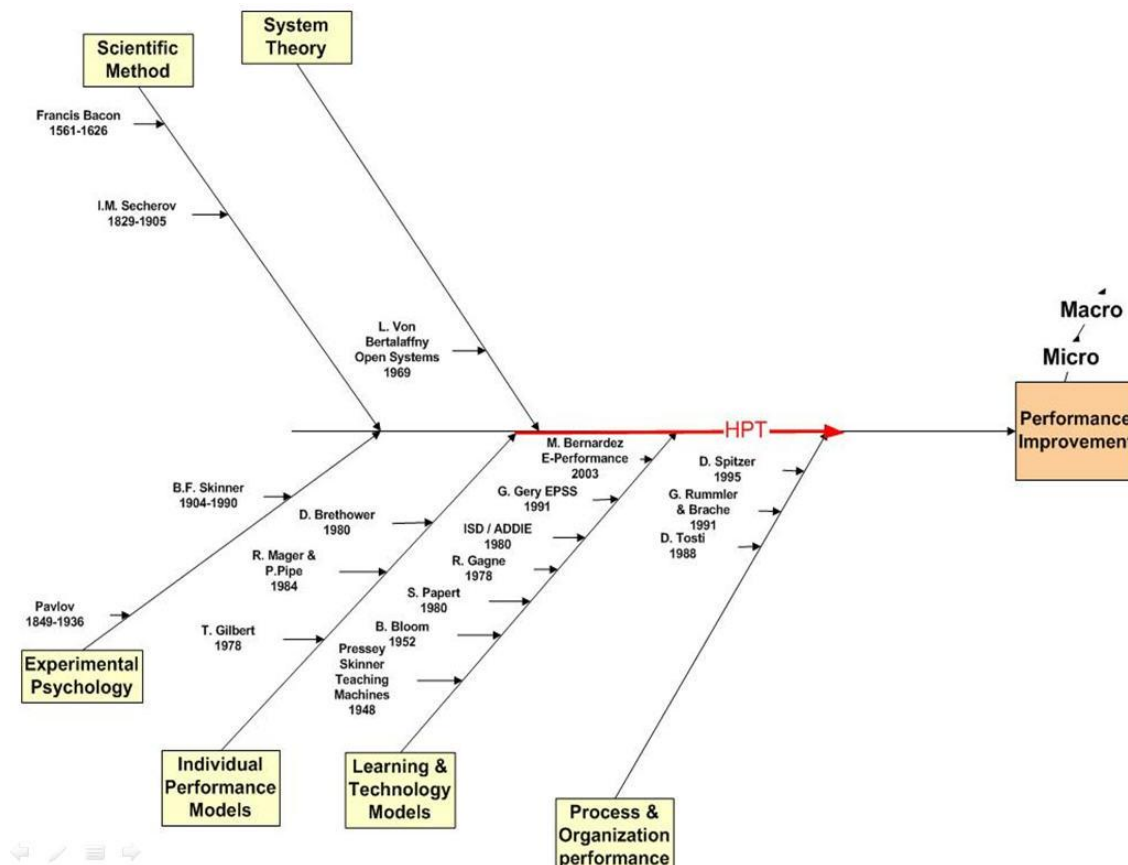 Scientific
Method
System
Theory
Francis Bacon
1561-1626
I.M. Secherov
1829-1905
L. Von
Bertalaffny
Open Systems
1969
Macro
Micro
Performance
Improvement
HPT
M. Bernardez
E-Performance
2003
D. Spitzer
1995
G. Rummler
& Brache
1991
D. Tosti
1988
G. Gery EPSS
1991
ISD / ADDIE
1980
R. Gagne
1978
S. Papert
1980
B. Bloom
1952
Pressey
Skinner
Teaching
Machines
1948
B.F. Skinner
1904-1990
D. Brethower
1980
R. Mager &
P.Pipe
1984
T. Gilbert
1978
Pavlov
1849-1936
Experimental
Psychology
Individual
Performance
Models
Learning &
Technology
Models
Process &
Organization
performance